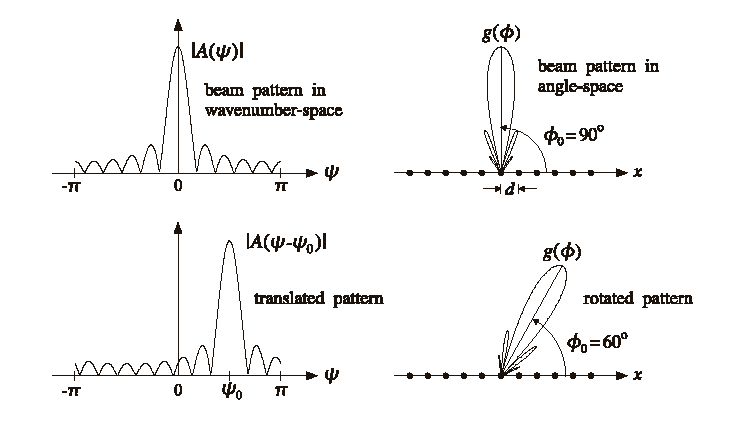 |A(ψ)|
beam pattern in
wavenumber-space
-π 0 π ψ
g(ϕ)
beam pattern in
angle-space
ϕ₀=90°
x
d
|A(ψ-ψ₀)|
translated pattern
-π 0 ψ₀ π ψ
g(ϕ)
rotated pattern
ϕ₀=60°
x